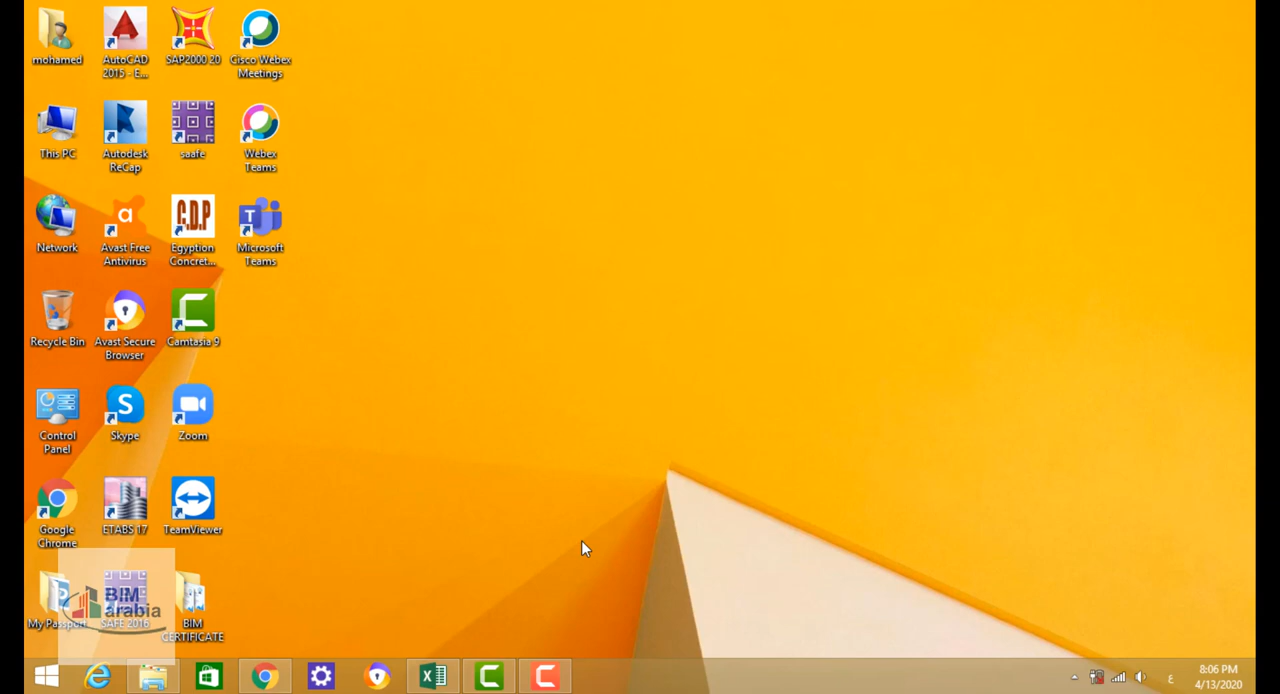 mohamed
AutoCAD
2015 - E...
SAP2000 20
Cisco Webex
Meetings
This PC
Autodesk
ReCap
saafe
Webex
Teams
Network
a
Avast Free
Antivirus
C.D.P
Egyption
Concret...
T
Microsoft
Teams
Recycle Bin
Avast Secure
Browser
Camtasia 9
Control
Panel
S
Skype
Zoom
Google
Chrome
ETABS 17
TeamViewer
My Passport
SAFE 2016
BIM
arabia
BIM
CERTIFICATE
ع
8:06 PM
4/13/2020